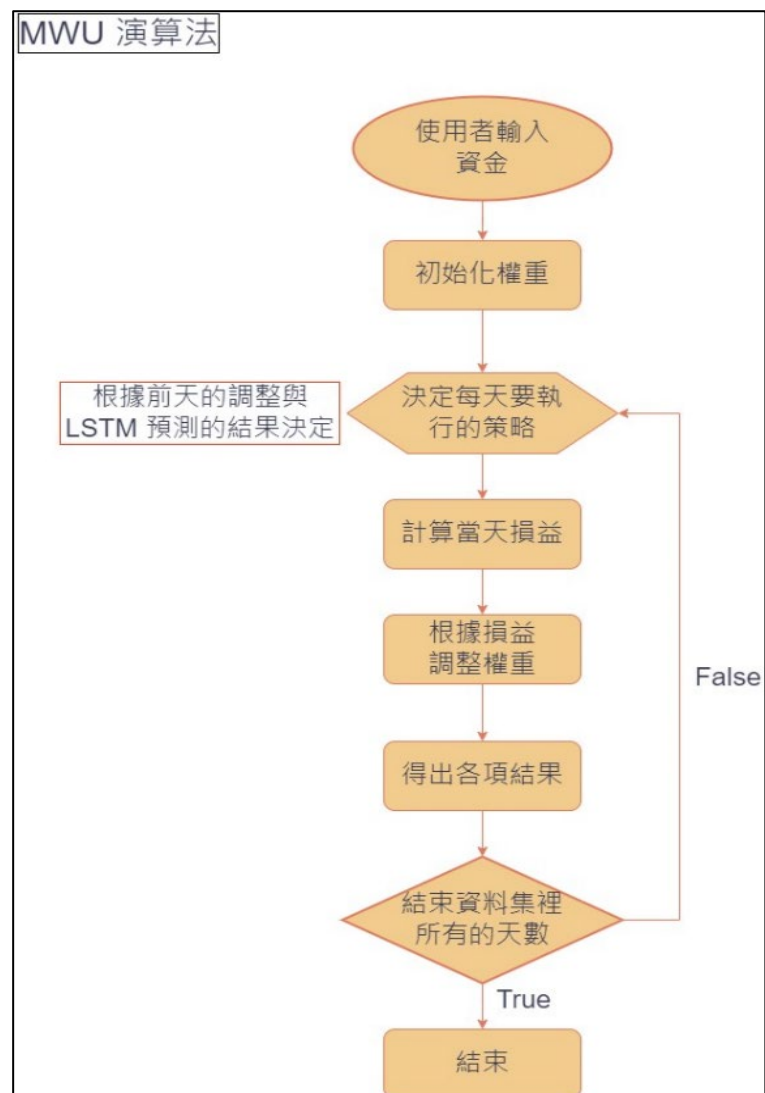 MWU 演算法
使用者輸入
資金
初始化權重
根據前天的調整與
LSTM 預測的結果決定
決定每天要執
行的策略
計算當天損益
根據損益
調整權重
False
得出各項結果
結束資料集裡
所有的天數
True
結束